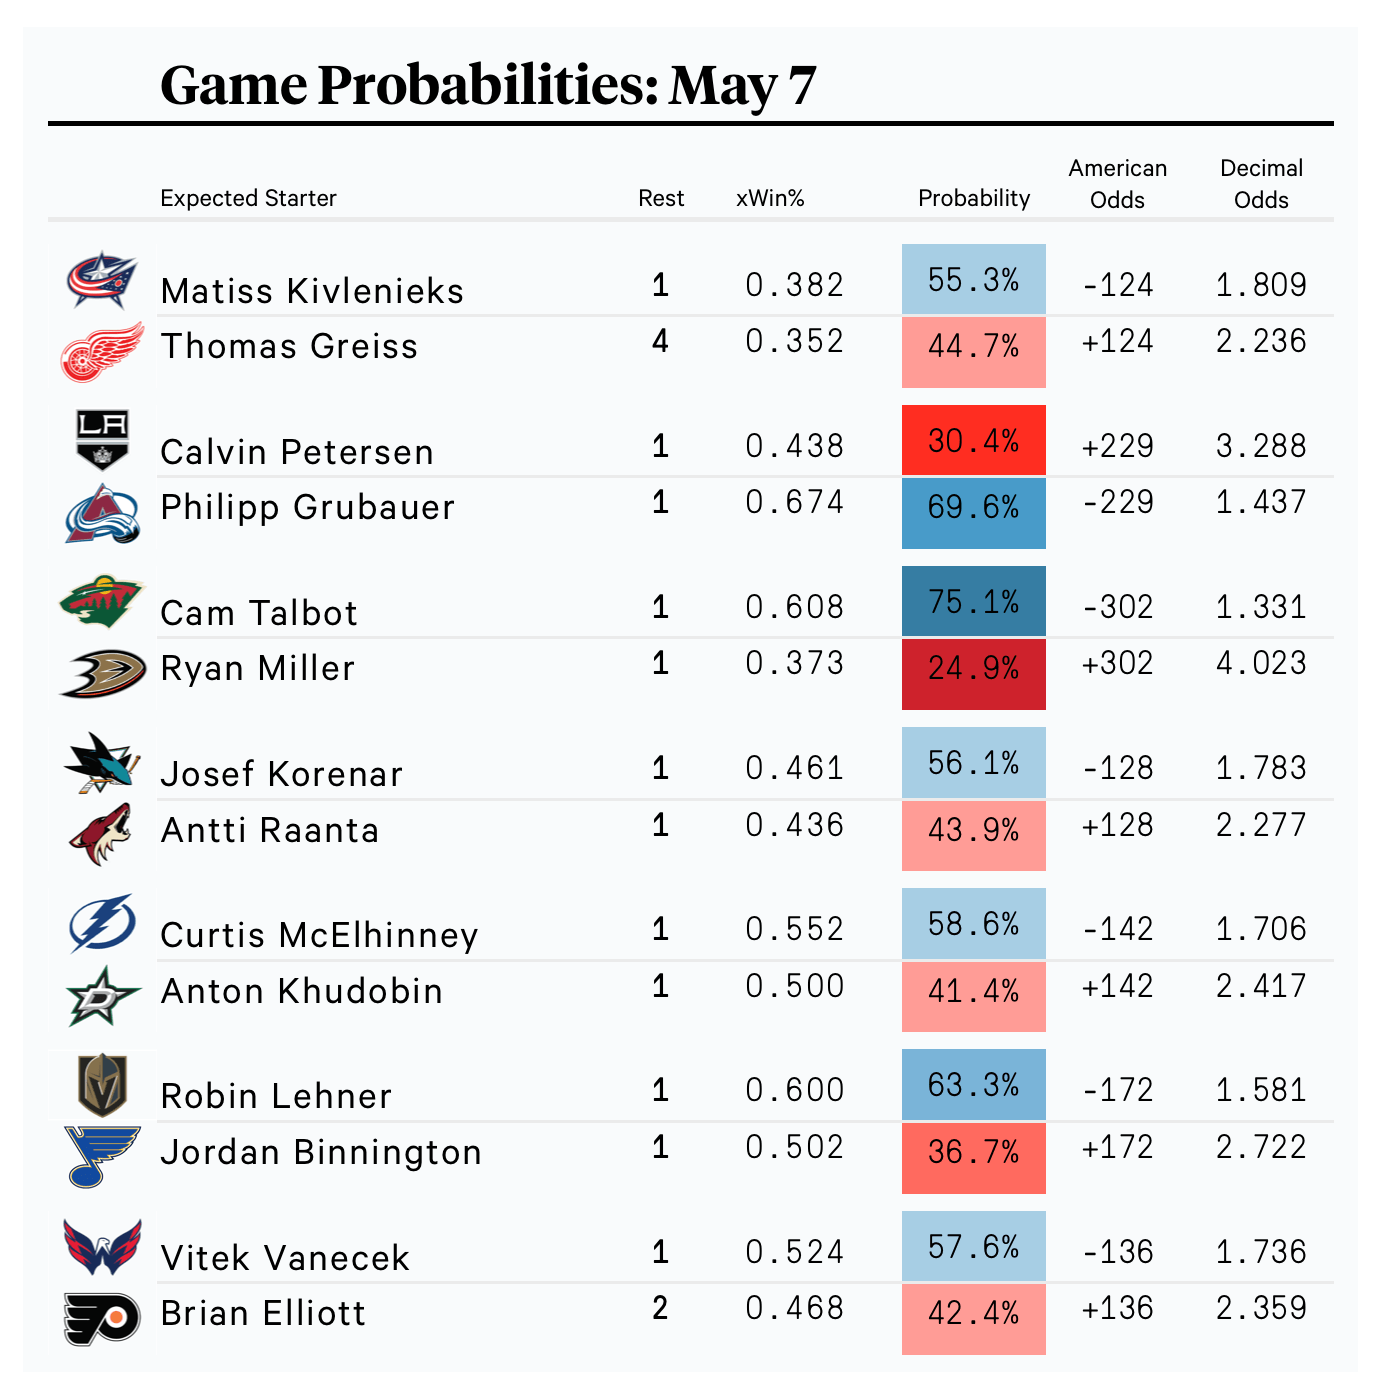 Game Probabilities: May 7
Expected Starter Rest xWin% Probability American Odds Decimal Odds
Matiss Kivlenieks 1 0.382 55.3% -124 1.809
Thomas Greiss 4 0.352 44.7% +124 2.236
LA
Calvin Petersen 1 0.438 30.4% +229 3.288
Philipp Grubauer 1 0.674 69.6% -229 1.437
Cam Talbot 1 0.608 75.1% -302 1.331
Ryan Miller 1 0.373 24.9% +302 4.023
Josef Korenar 1 0.461 56.1% -128 1.783
Antti Raanta 1 0.436 43.9% +128 2.277
Curtis McElhinney 1 0.552 58.6% -142 1.706
Anton Khudobin 1 0.500 41.4% +142 2.417
Robin Lehner 1 0.600 63.3% -172 1.581
Jordan Binnington 1 0.502 36.7% +172 2.722
Vitek Vanecek 1 0.524 57.6% -136 1.736
Brian Elliott 2 0.468 42.4% +136 2.359